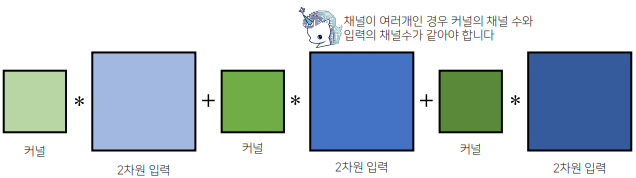 채널이 여러개인 경우 커널의 채널 수와
입력의 채널수가 같아야 합니다
* + * + *
커널 2차원 입력 커널 2차원 입력 커널 2차원 입력